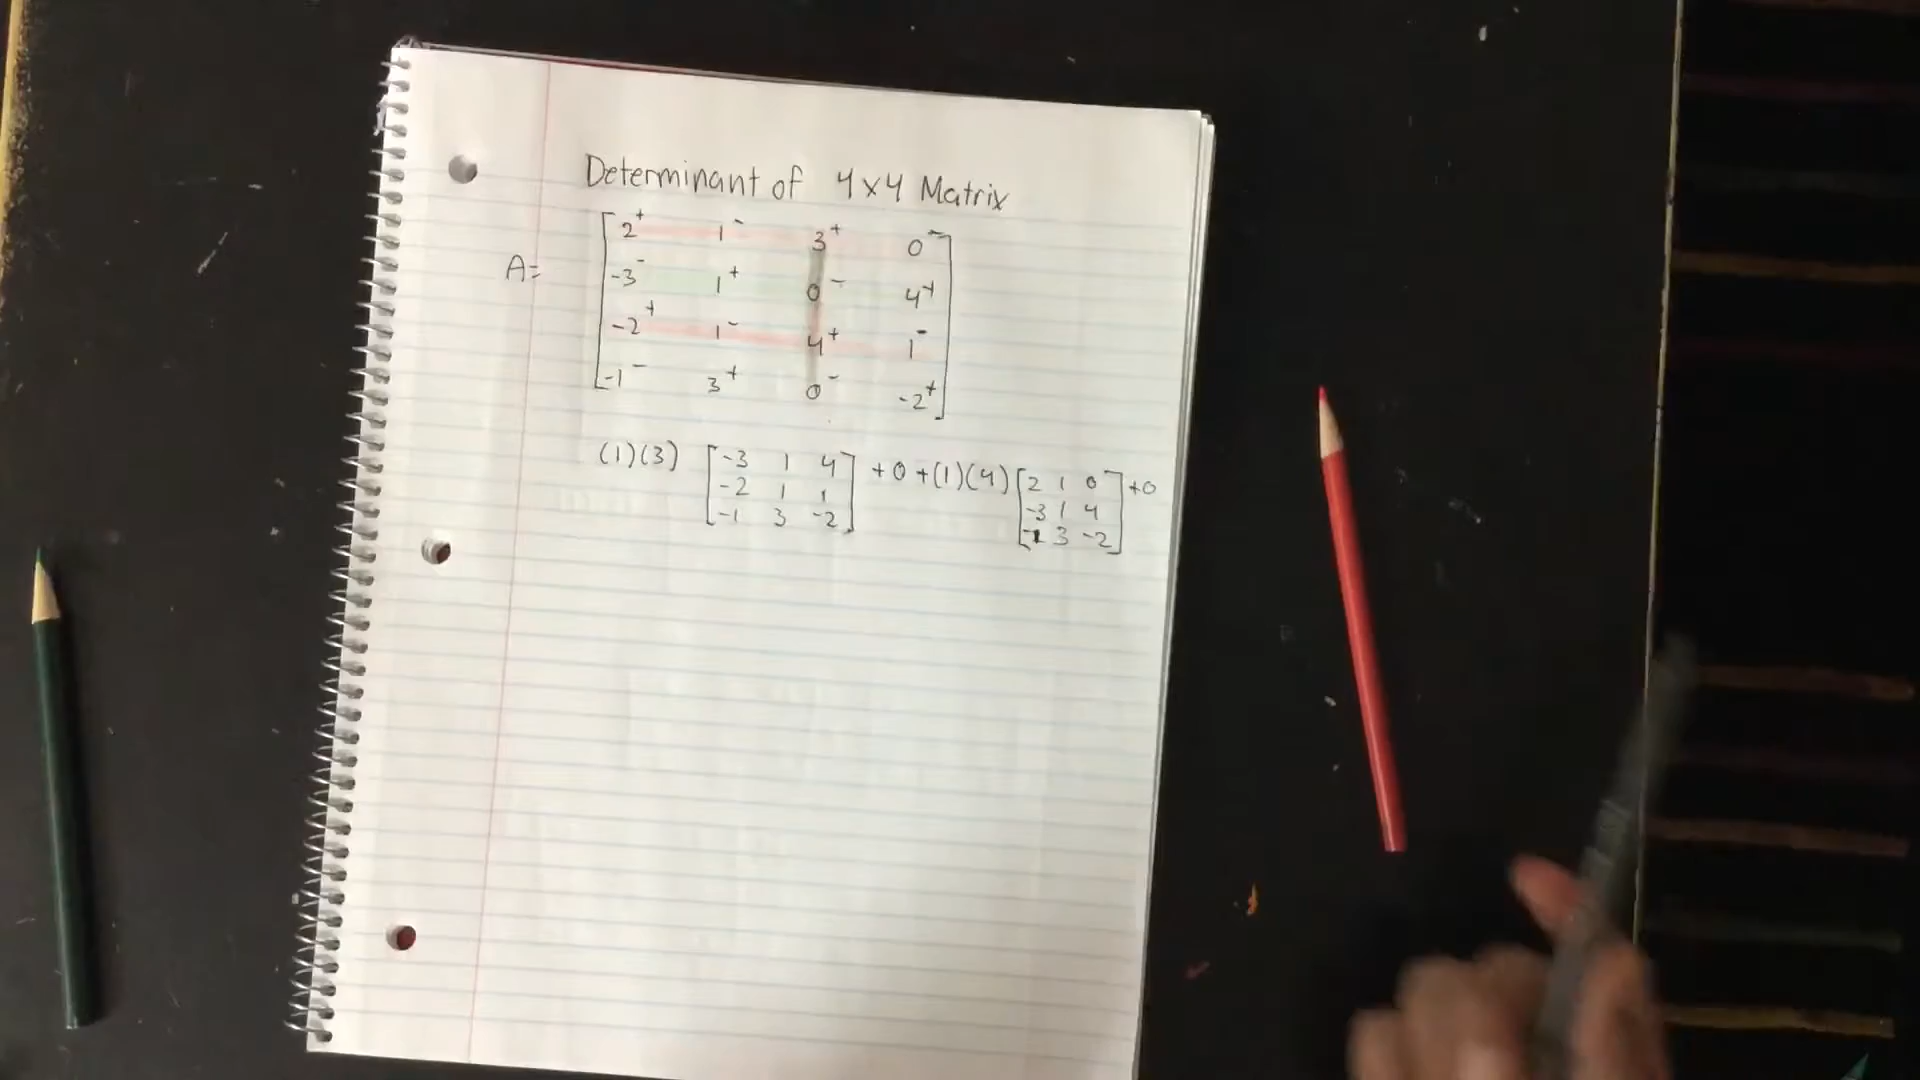 Determinant of 4x4 Matrix
2⁺ 1⁻ 3⁺ 0⁻
A= -3⁻ 1⁺ 0⁻ 4⁺
-2⁺ 1⁻ 4⁺ 1⁻
-1⁻ 3⁺ 0⁻ -2⁺
(1)(3) [-3 1 4] +0 +(1)(4) [2 1 0] +0
-2 1 1 -3 1 4
-1 3 -2 -1 3 -2